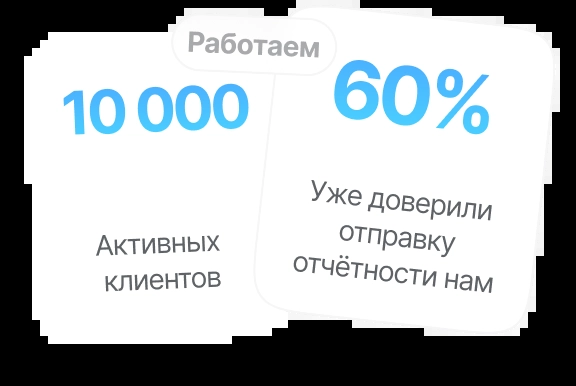 Работаем
10 000
Активных
клиентов
60%
Уже доверили
отправку
отчётности нам